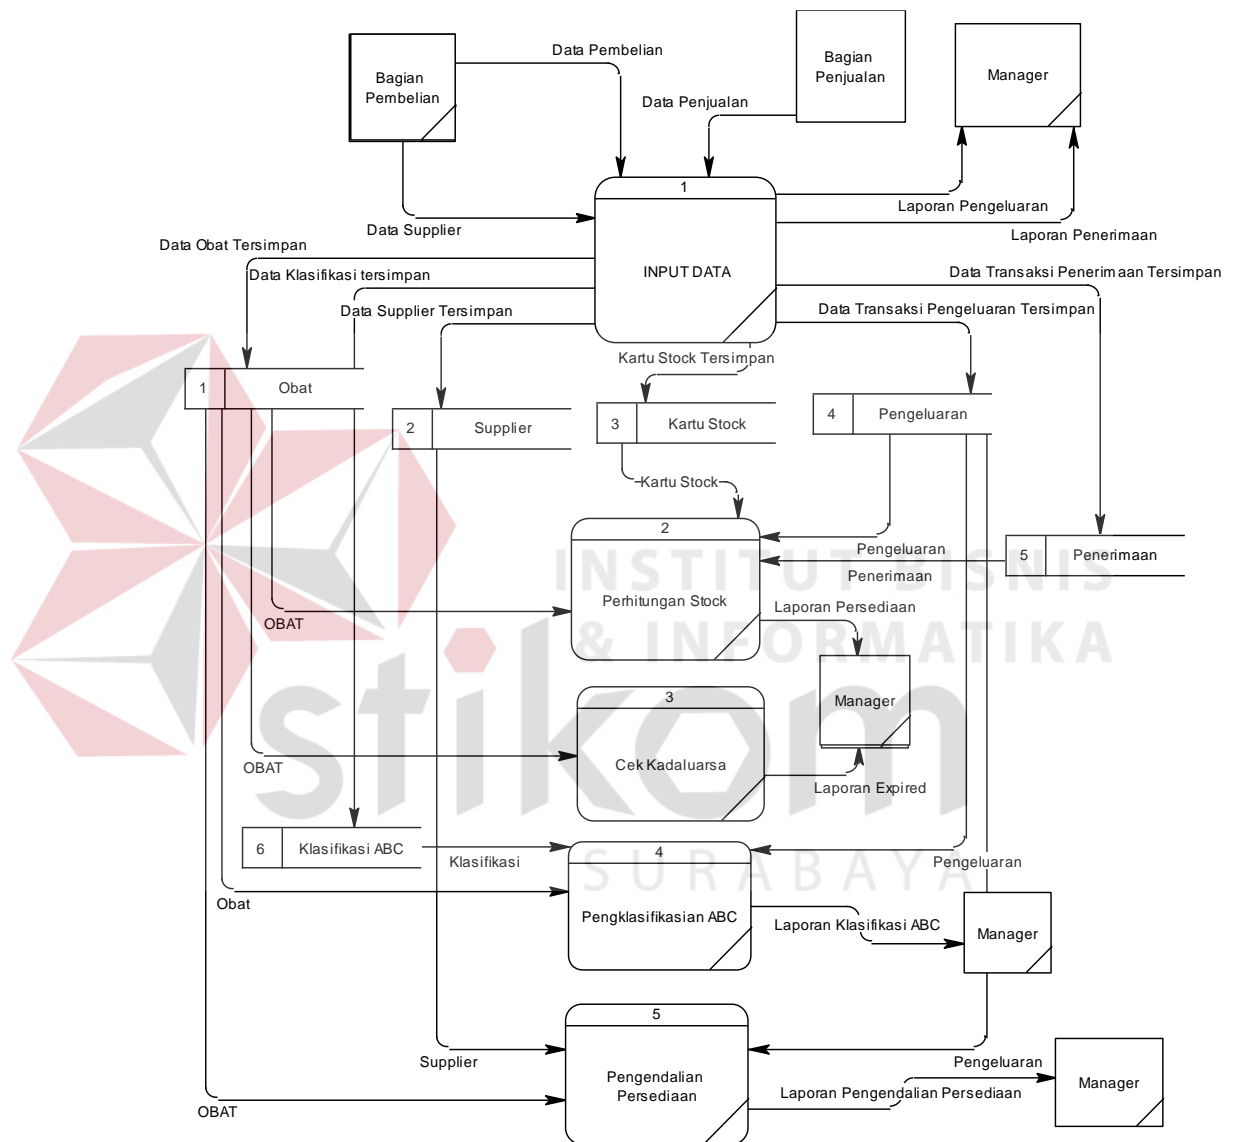 Data Pembelian
Bagian
Pembelian
Bagian
Penjualan
Manager
Data Penjualan
1
INPUT DATA
Laporan Pengeluaran
Laporan Penerimaan
Data Supplier
Data Obat Tersimpan
Data Klasifikasi tersimpan
Data Supplier Tersimpan
Data Transaksi Penerimaan Tersimpan
Data Transaksi Pengeluaran Tersimpan
Kartu Stock Tersimpan
1
Obat
2
Supplier
3
Kartu Stock
4
Pengeluaran
Kartu Stock
2
Perhitungan Stock
Pengeluaran
Penerimaan
5
Penerimaan
INSTITUT BISNIS
& INFORMATIKA
stikom
SURABAYA
OBAT
Laporan Persediaan
Manager
3
Cek Kadaluarsa
OBAT
Laporan Expired
6
Klasifikasi ABC
Klasifikasi
4
Pengklasifikasian ABC
Pengeluaran
Obat
Laporan Klasifikasi ABC
Manager
5
Pengendalian
Persediaan
Supplier
Pengeluaran
Laporan Pengendalian Persediaan
Manager
OBAT